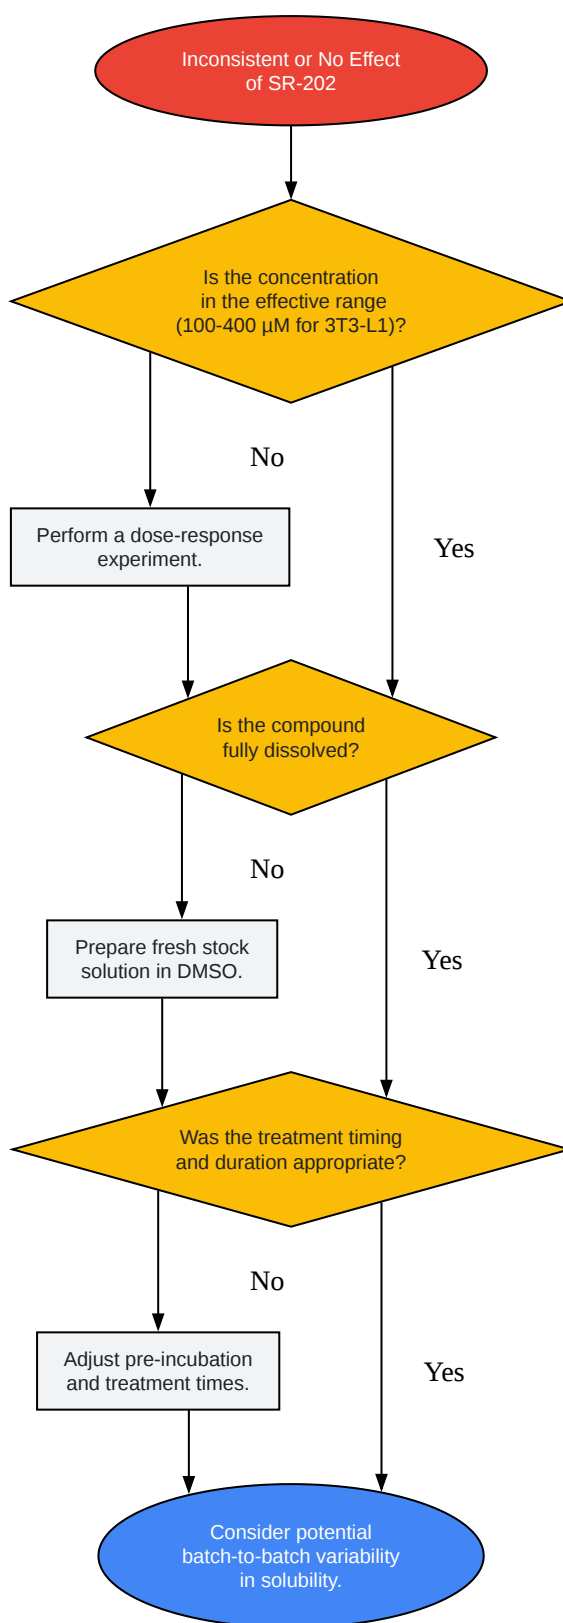 Inconsistent or No Effect
of SR-202
Is the concentration
in the effective range
(100-400 µM for 3T3-L1)?
No
Perform a dose-response
experiment.
Yes
Is the compound
fully dissolved?
No
Prepare fresh stock
solution in DMSO.
Yes
Was the treatment timing
and duration appropriate?
No
Adjust pre-incubation
and treatment times.
Yes
Consider potential
batch-to-batch variability
in solubility.